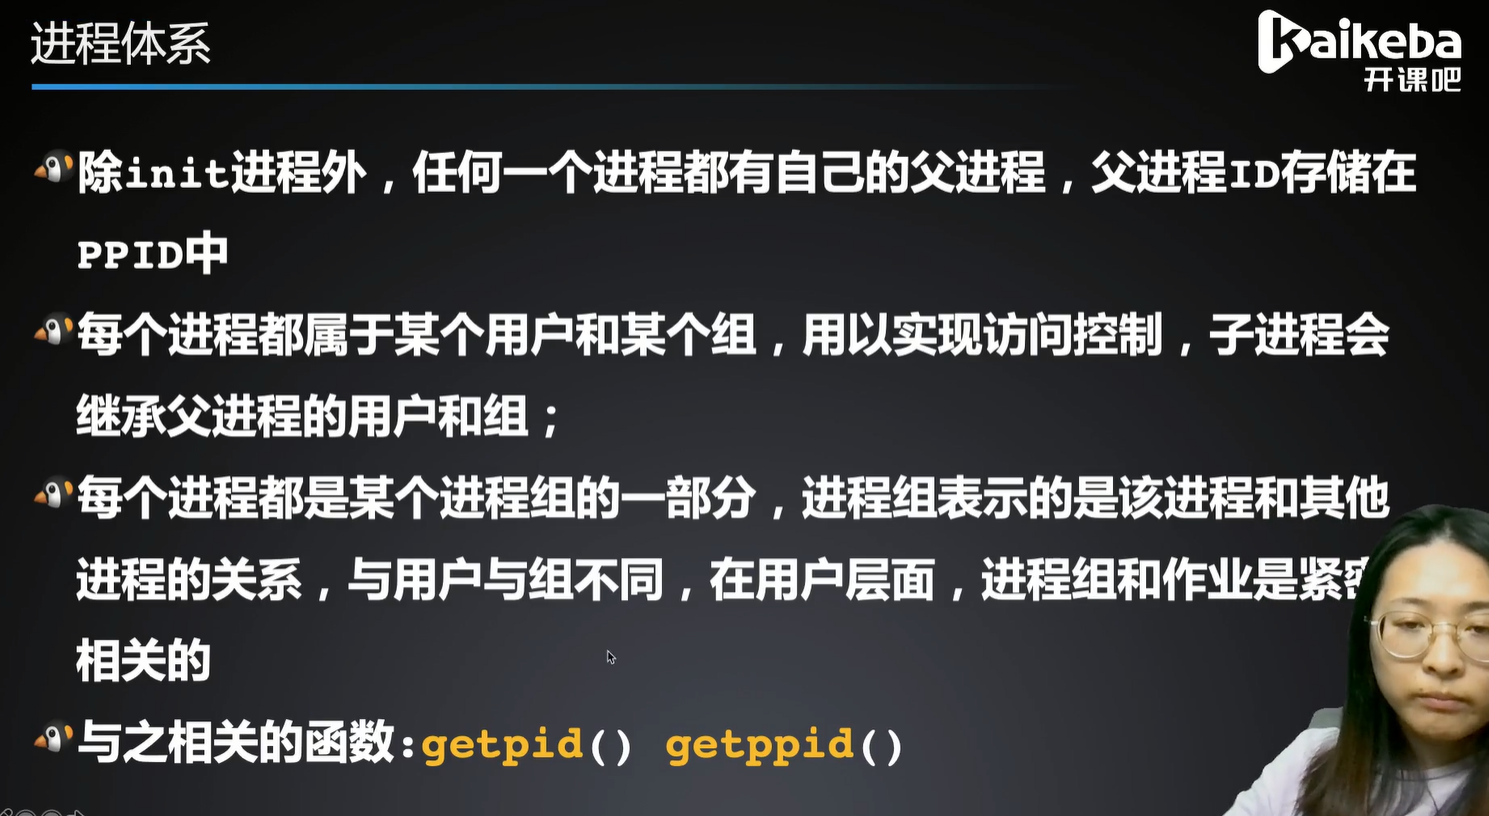 进程体系
Kaikeba
开课吧
除init进程外，任何一个进程都有自己的父进程，父进程ID存储在
PPID中
每个进程都属于某个用户和某个组，用以实现访问控制，子进程会
继承父进程的用户和组；
每个进程都是某个进程组的一部分，进程组表示的是该进程和其他
进程的关系，与用户与组不同，在用户层面，进程组和作业是紧密
相关的
与之相关的函数:getpid() getppid()